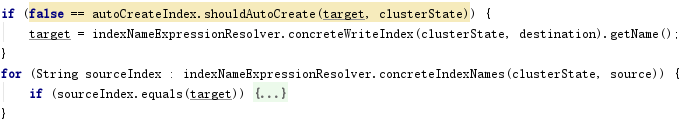 if (false == autoCreateIndex.shouldAutoCreate(target, clusterState)) {
target = indexNameExpressionResolver.concreteWriteIndex(clusterState, destination).getName();
}
for (String sourceIndex : indexNameExpressionResolver.concreteIndexNames(clusterState, source)) {
if (sourceIndex.equals(target)) {...}
}